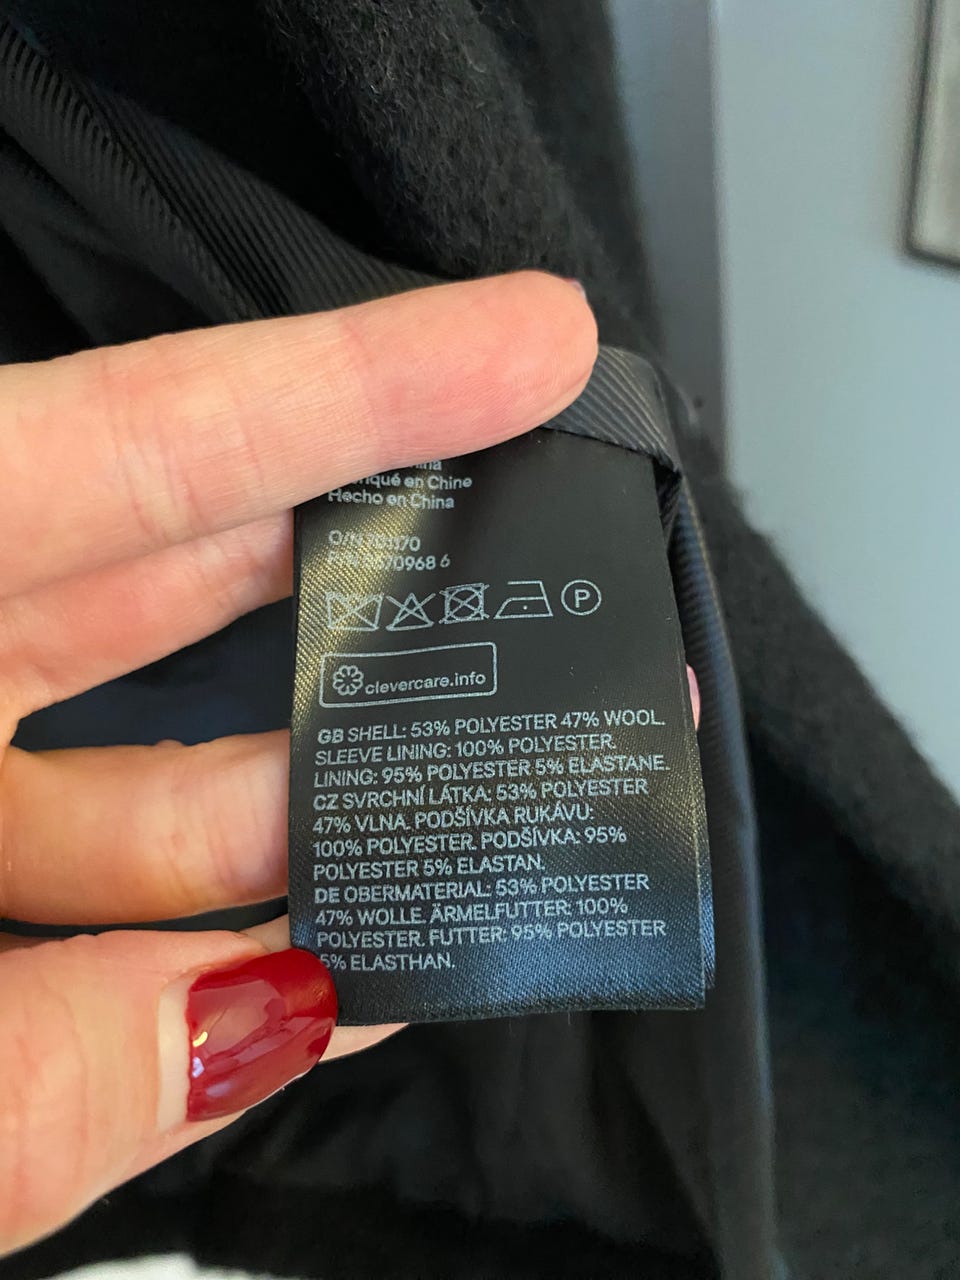 en Chine
Hecho en China
clevercare.info
GB SHELL: 53% POLYESTER 47% WOOL.
SLEEVE LINING: 100% POLYESTER.
LINING: 95% POLYESTER 5% ELASTANE.
CZ SVRCHNÍ LÁTKA: 53% POLYESTER
47% VLNA. PODŠÍVKA RUKÁVU:
100% POLYESTER. PODŠÍVKA: 95%
POLYESTER 5% ELASTAN.
DE OBERMATERIAL: 53% POLYESTER
47% WOLLE. ÄRMELFUTTER: 100%
POLYESTER. FUTTER: 95% POLYESTER
5% ELASTHAN.